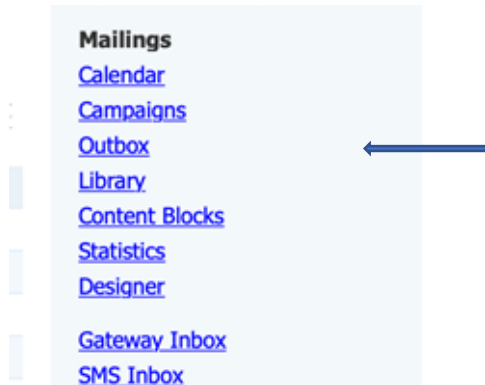 Mailings
Calendar
Campaigns
Outbox
Library
Content Blocks
Statistics
Designer
Gateway Inbox
SMS Inbox